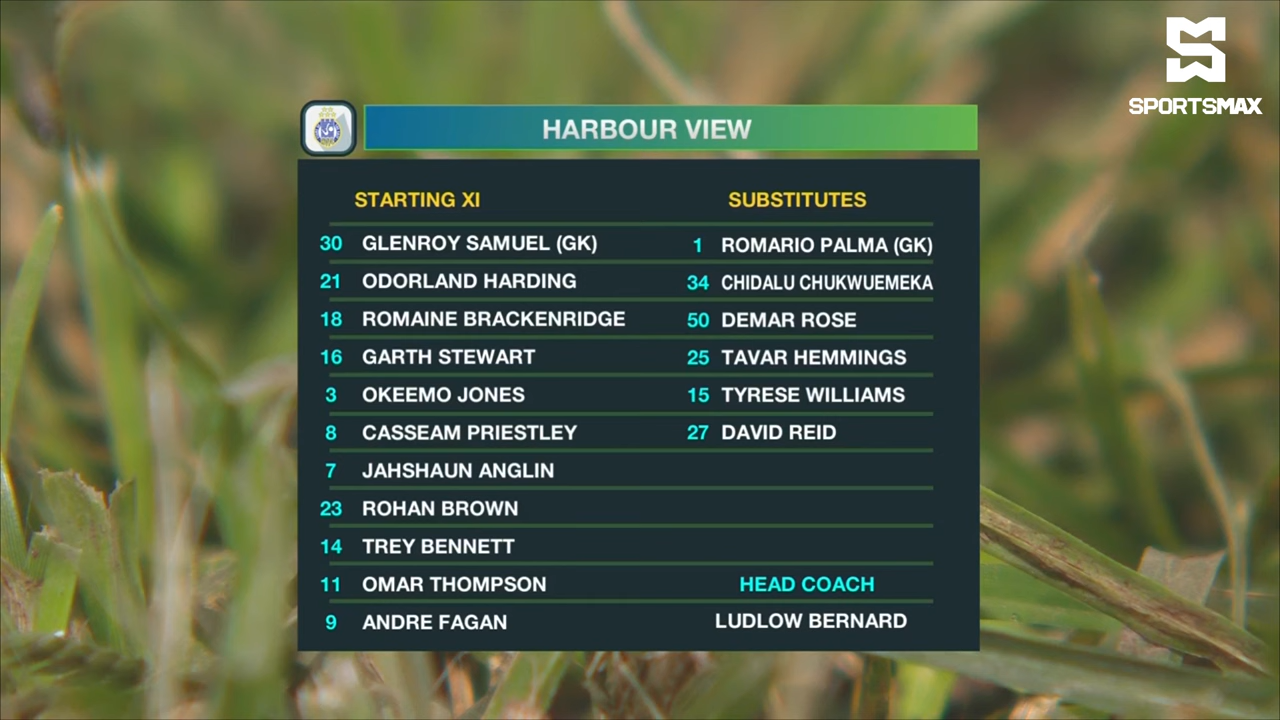 SPORTSMAX
HARBOUR VIEW
STARTING XI
30 GLENROY SAMUEL (GK)
21 ODORLAND HARDING
18 ROMAINE BRACKENRIDGE
16 GARTH STEWART
3 OKEEMO JONES
8 CASSEAM PRIESTLEY
7 JAHSHAUN ANGLIN
23 ROHAN BROWN
14 TREY BENNETT
11 OMAR THOMPSON
9 ANDRE FAGAN
SUBSTITUTES
1 ROMARIO PALMA (GK)
34 CHIDALU CHUKWUEMEKA
50 DEMAR ROSE
25 TAVAR HEMMINGS
15 TYRESE WILLIAMS
27 DAVID REID
HEAD COACH
LUDLOW BERNARD